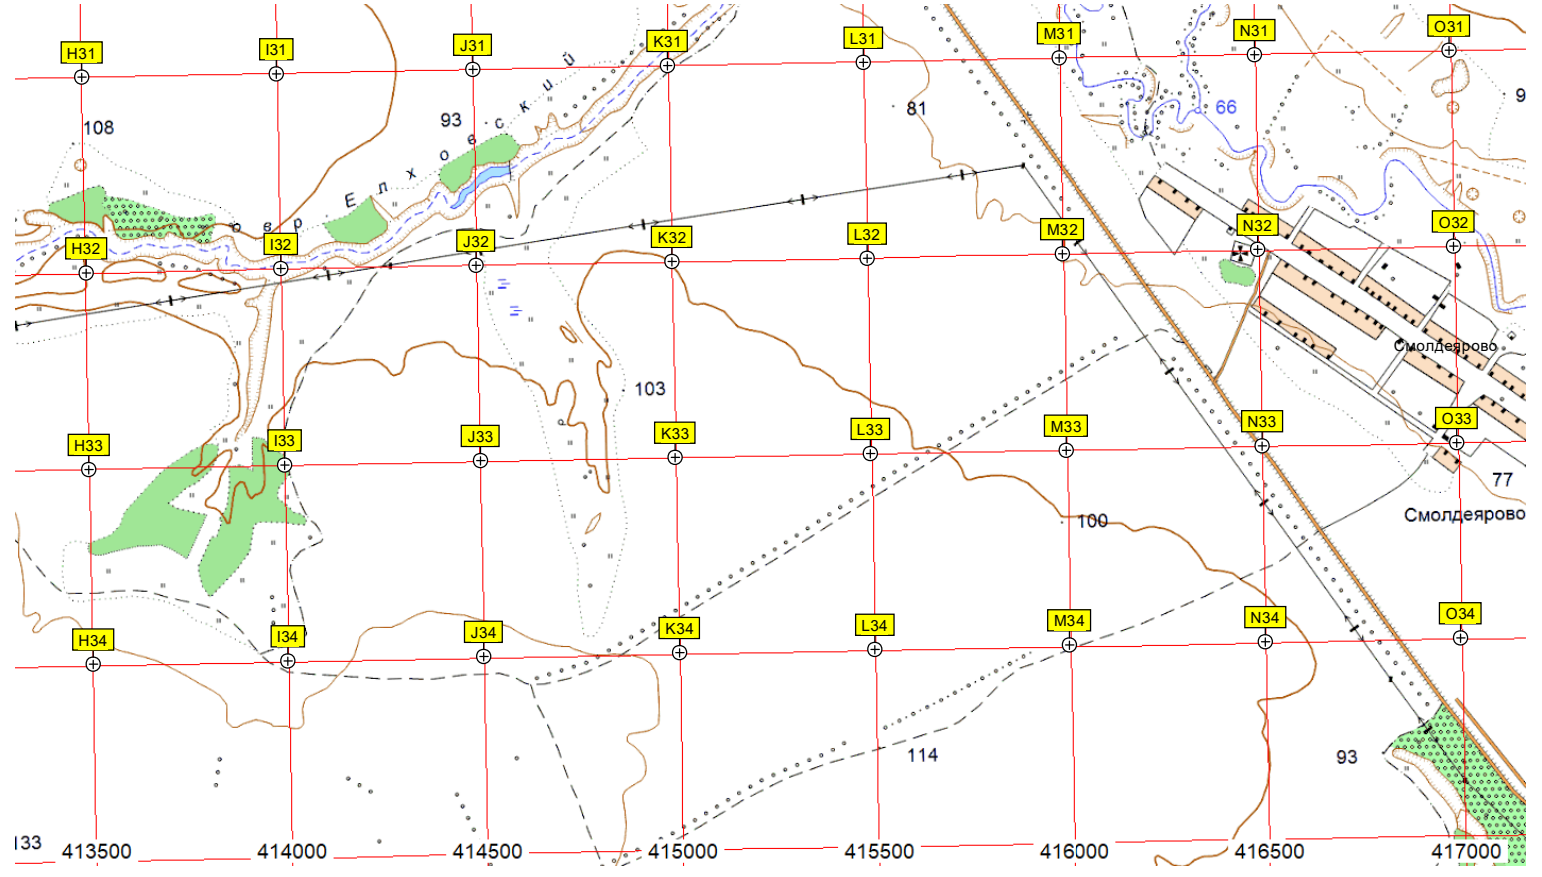 H31 I31 J31 K31 L31 M31 N31 O31
108 93 81 66 9
овр Елховский
H32 I32 J32 K32 L32 M32 N32 O32
Смолдеярово
103
H33 I33 J33 K33 L33 M33 N33 O33
77
100 Смолдеярово
H34 I34 J34 K34 L34 M34 N34 O34
114 93
133
413500 414000 414500 415000 415500 416000 416500 417000